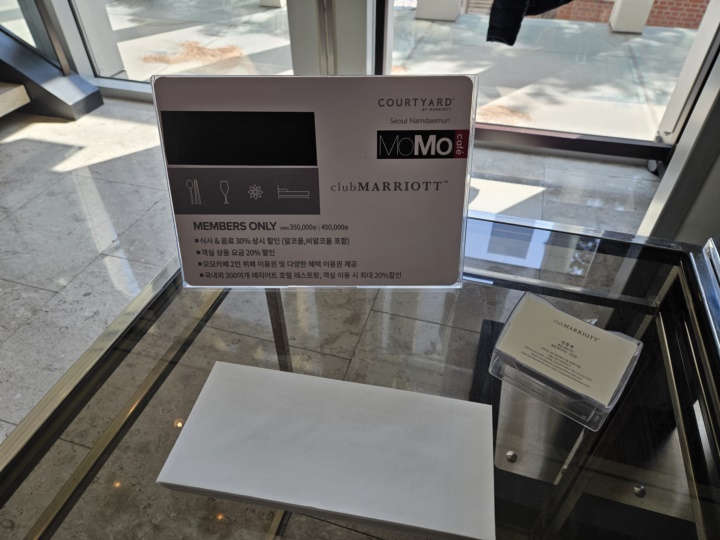 COURTYARD
BY MARRIOTT
Seoul Namdaemun
MoMo café
clubMARRIOTT™
MEMBERS ONLY 350,000원 | 450,000원
■ 식사 & 음료 30% 상시 할인 (알코올,비알코올 포함)
■ 객실 상품 요금 20% 할인
■ 모모카페 2인 뷔페 이용권 및 다양한 혜택 이용권 제공
■ 국내외 300여개 메리어트 호텔 레스토랑, 객실 이용 시 최대 20%할인
clubMARRIOTT™